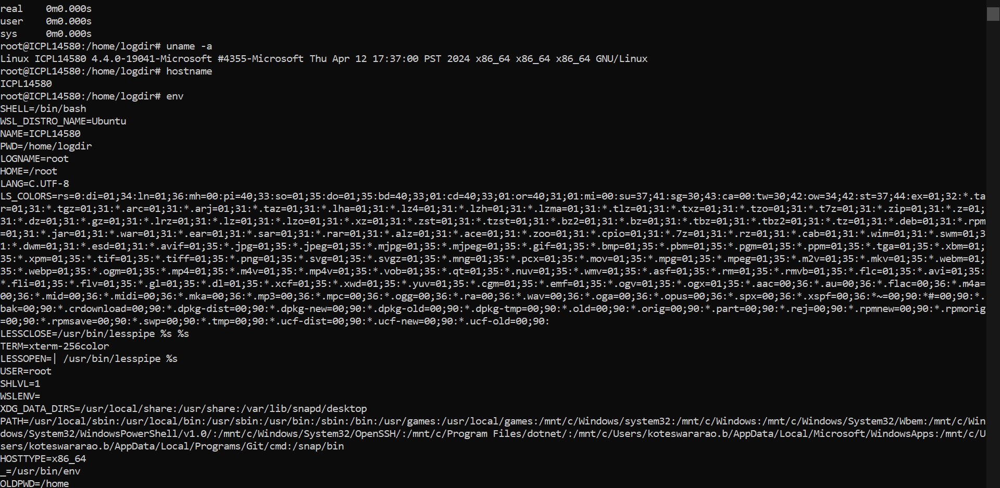 real    0m0.000s
user    0m0.000s
sys     0m0.000s
root@ICPL14580:/home/logdir# uname -a
Linux ICPL14580 4.4.0-19041-Microsoft #4355-Microsoft Thu Apr 12 17:37:00 PST 2024 x86_64 x86_64 x86_64 GNU/Linux
root@ICPL14580:/home/logdir# hostname
ICPL14580
root@ICPL14580:/home/logdir# env
SHELL=/bin/bash
WSL_DISTRO_NAME=Ubuntu
NAME=ICPL14580
PWD=/home/logdir
LOGNAME=root
HOME=/root
LANG=C.UTF-8
LS_COLORS=rs=0:di=01;34:ln=01;36:mh=00:pi=40;33:so=01;35:do=01;35:bd=40;33;01:cd=40;33;01:or=40;31;01:mi=00:su=37;41:sg=30;43:ca=00:tw=30;42:ow=34;42:st=37;44:ex=01;32:*.ta
r=01;31:*.tgz=01;31:*.arc=01;31:*.arj=01;31:*.taz=01;31:*.lha=01;31:*.lz4=01;31:*.lzh=01;31:*.lzma=01;31:*.tlz=01;31:*.txz=01;31:*.tzo=01;31:*.t7z=01;31:*.zip=01;31:*.z=01;
31:*.dz=01;31:*.gz=01;31:*.lrz=01;31:*.lz=01;31:*.lzo=01;31:*.xz=01;31:*.zst=01;31:*.tzst=01;31:*.bz2=01;31:*.bz=01;31:*.tbz=01;31:*.tbz2=01;31:*.tz=01;31:*.deb=01;31:*.rpm
=01;31:*.jar=01;31:*.war=01;31:*.ear=01;31:*.sar=01;31:*.rar=01;31:*.alz=01;31:*.ace=01;31:*.zoo=01;31:*.cpio=01;31:*.7z=01;31:*.rz=01;31:*.cab=01;31:*.wim=01;31:*.swm=01;3
1:*.dwm=01;31:*.esd=01;31:*.avif=01;35:*.jpg=01;35:*.jpeg=01;35:*.mjpg=01;35:*.mjpeg=01;35:*.gif=01;35:*.bmp=01;35:*.pbm=01;35:*.pgm=01;35:*.ppm=01;35:*.tga=01;35:*.xbm=01;
35:*.xpm=01;35:*.tif=01;35:*.tiff=01;35:*.png=01;35:*.svg=01;35:*.svgz=01;35:*.mng=01;35:*.pcx=01;35:*.mov=01;35:*.mpg=01;35:*.mpeg=01;35:*.m2v=01;35:*.mkv=01;35:*.webm=01;
35:*.webp=01;35:*.ogm=01;35:*.mp4=01;35:*.m4v=01;35:*.mp4v=01;35:*.vob=01;35:*.qt=01;35:*.nuv=01;35:*.wmv=01;35:*.asf=01;35:*.rm=01;35:*.rmvb=01;35:*.flc=01;35:*.avi=01;35:
*.fli=01;35:*.flv=01;35:*.gl=01;35:*.dl=01;35:*.xcf=01;35:*.xwd=01;35:*.yuv=01;35:*.cgm=01;35:*.emf=01;35:*.ogv=01;35:*.ogx=01;35:*.aac=00;36:*.au=00;36:*.flac=00;36:*.m4a=
00;36:*.mid=00;36:*.midi=00;36:*.mka=00;36:*.mp3=00;36:*.mpc=00;36:*.ogg=00;36:*.ra=00;36:*.wav=00;36:*.oga=00;36:*.opus=00;36:*.spx=00;36:*.xspf=00;36:*~=00;90:*#=00;90:*.
bak=00;90:*.crdownload=00;90:*.dpkg-dist=00;90:*.dpkg-new=00;90:*.dpkg-old=00;90:*.dpkg-tmp=00;90:*.old=00;90:*.orig=00;90:*.part=00;90:*.rej=00;90:*.rpmnew=00;90:*.rpmorig
=00;90:*.rpmsave=00;90:*.swp=00;90:*.tmp=00;90:*.ucf-dist=00;90:*.ucf-new=00;90:*.ucf-old=00;90:
LESSCLOSE=/usr/bin/lesspipe %s %s
TERM=xterm-256color
LESSOPEN=| /usr/bin/lesspipe %s
USER=root
SHLVL=1
WSLENV=
XDG_DATA_DIRS=/usr/local/share:/usr/share:/var/lib/snapd/desktop
PATH=/usr/local/sbin:/usr/local/bin:/usr/sbin:/usr/bin:/sbin:/bin:/usr/games:/usr/local/games:/mnt/c/Windows/system32:/mnt/c/Windows:/mnt/c/Windows/System32/Wbem:/mnt/c/Win
dows/System32/WindowsPowerShell/v1.0/:/mnt/c/Windows/System32/OpenSSH/:/mnt/c/Program Files/dotnet/:/mnt/c/Users/koteswararao.b/AppData/Local/Microsoft/WindowsApps:/mnt/c/U
sers/koteswararao.b/AppData/Local/Programs/Git/cmd:/snap/bin
HOSTTYPE=x86_64
_=/usr/bin/env
OLDPWD=/home